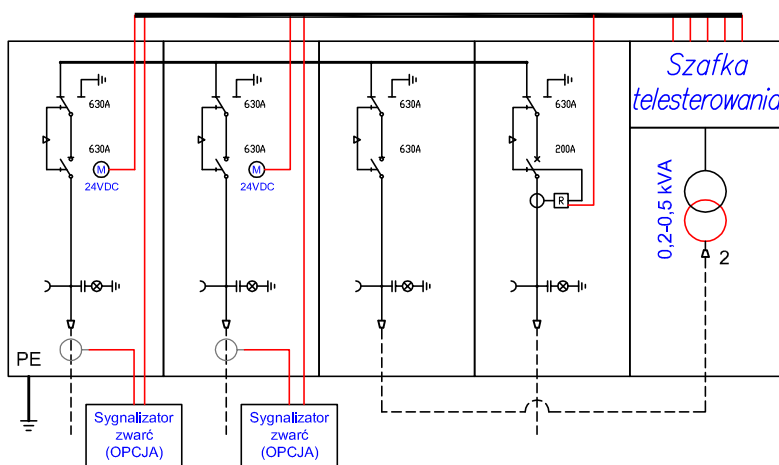 Szafka
telesterowania
630A
630A
630A
630A
630A
630A
630A
200A
M
24VDC
M
24VDC
R
0,2-0,5 kVA
2
PE
Sygnalizator
zwarć
(OPCJA)
Sygnalizator
zwarć
(OPCJA)